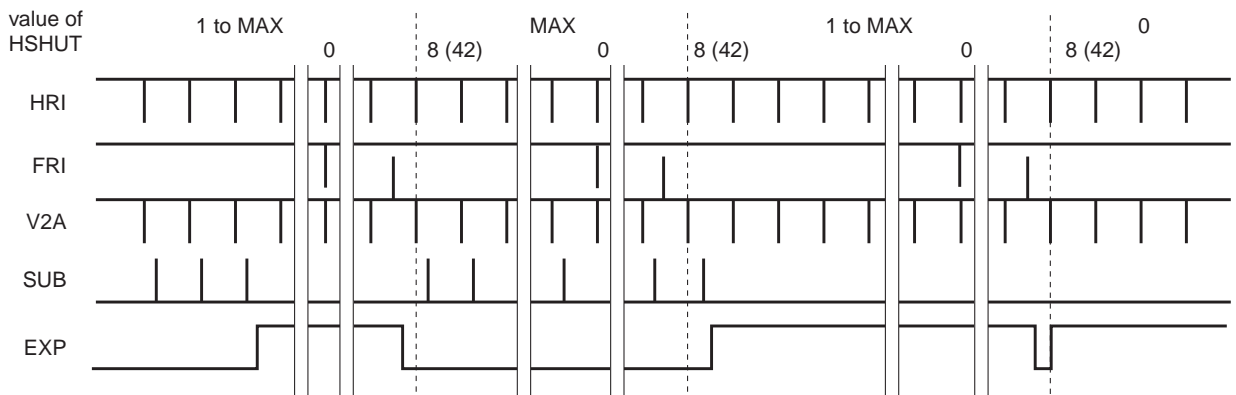 value of
HSHUT
1 to MAX
MAX
1 to MAX
0
0
8 (42)
0
8 (42)
0
8 (42)
HRI
FRI
V2A
SUB
EXP